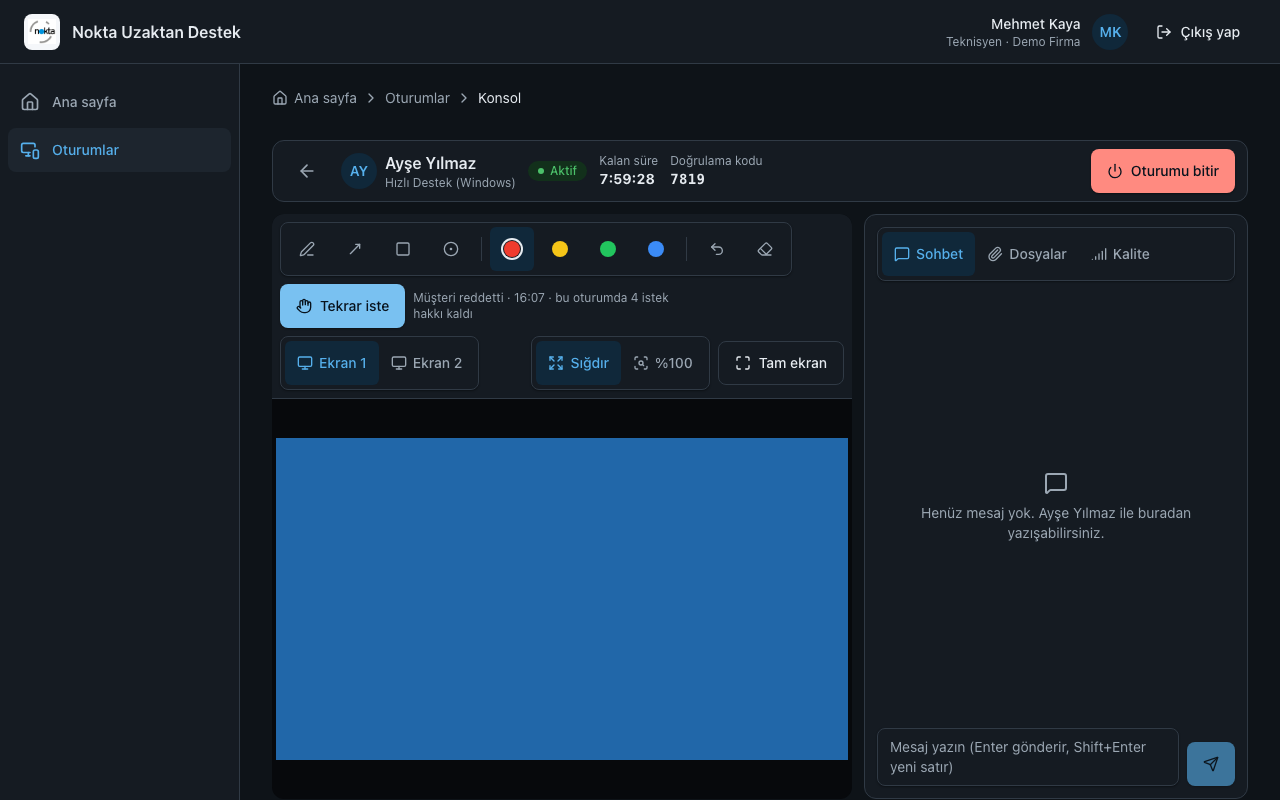 nokta
Nokta Uzaktan Destek
Mehmet Kaya
Teknisyen · Demo Firma
MK
Çıkış yap
Ana sayfa
Oturumlar
Ana sayfa
Oturumlar
Konsol
AY
Ayşe Yılmaz
Hızlı Destek (Windows)
Aktif
Kalan süre
7:59:28
Doğrulama kodu
7819
Oturumu bitir
Tekrar iste
Müşteri reddetti · 16:07 · bu oturumda 4 istek
hakkı kaldı
Ekran 1
Ekran 2
Sığdır
%100
Tam ekran
Sohbet
Dosyalar
Kalite
Henüz mesaj yok. Ayşe Yılmaz ile buradan
yazışabilirsiniz.
Mesaj yazın (Enter gönderir, Shift+Enter
yeni satır)